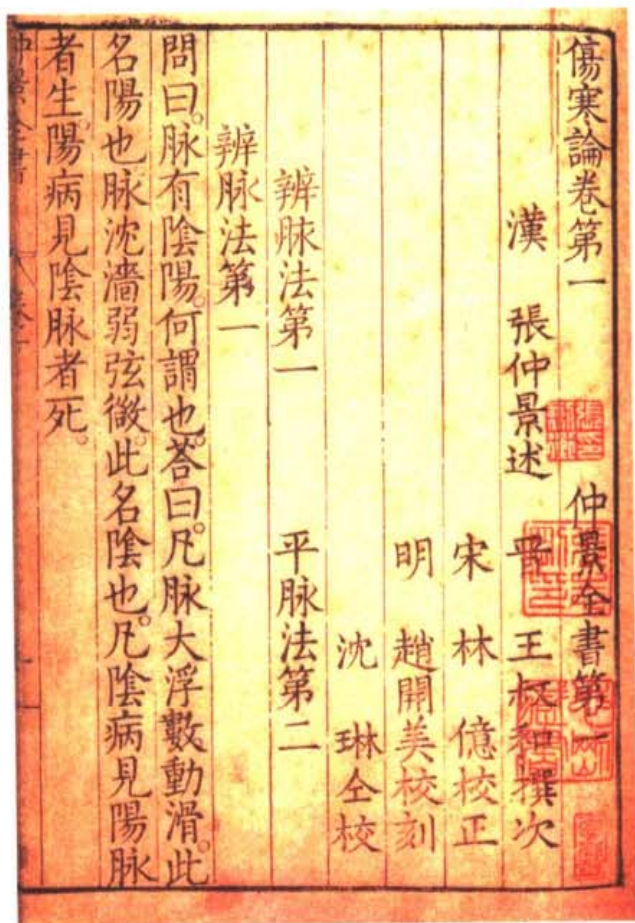 傷寒論卷第一 仲景全書第一
漢 張仲景述 晉 王叔和撰次
宋 林 億校正
明 趙開美校刻
沈 琳仝校
辨脉法第一 平脉法第二
辨脉法第一
問曰。脉有陰陽。何謂也。荅曰。凡脉大浮數動滑。此
名陽也。脉沈濇弱弦微。此名陰也。凡陰病見陽脉
者生。陽病見陰脉者死。